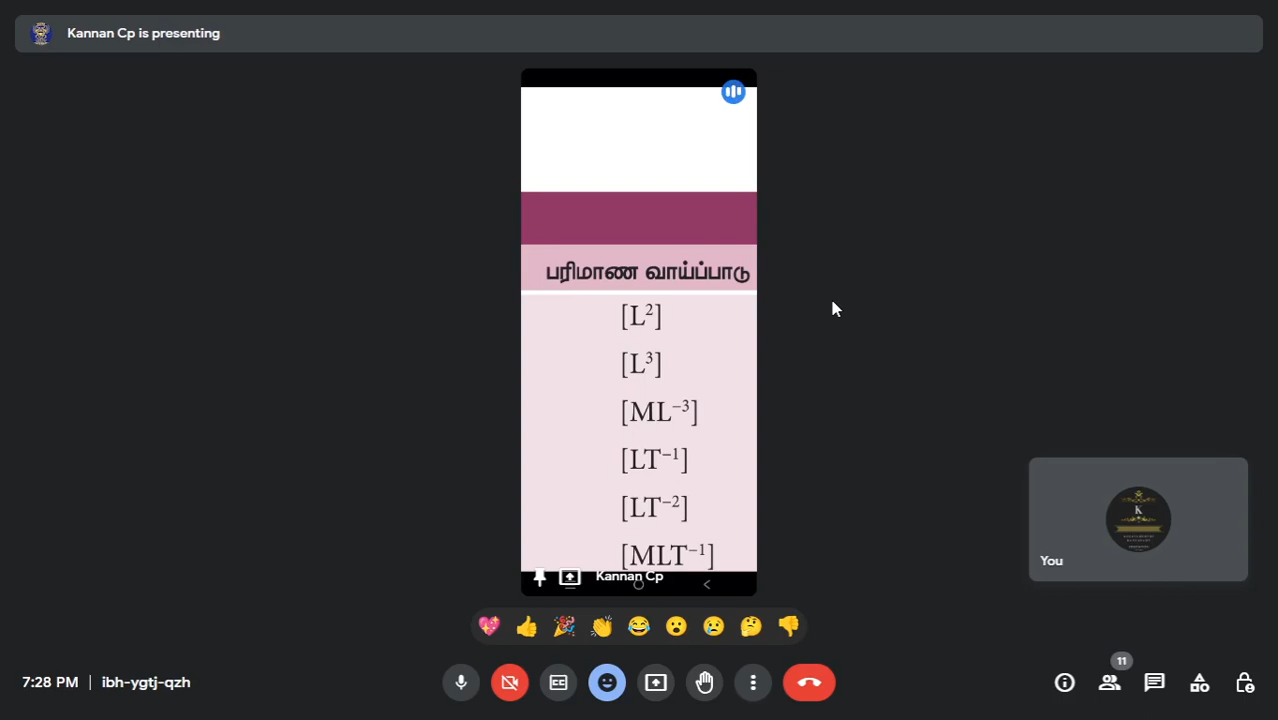 Kannan Cp is presenting
பரிமாண வாய்ப்பாடு
[L²]
[L³]
[ML⁻³]
[LT⁻¹]
[LT⁻²]
[MLT⁻¹]
Kannan Cp
K
You
7:28 PM | ibh-ygtj-qzh
11